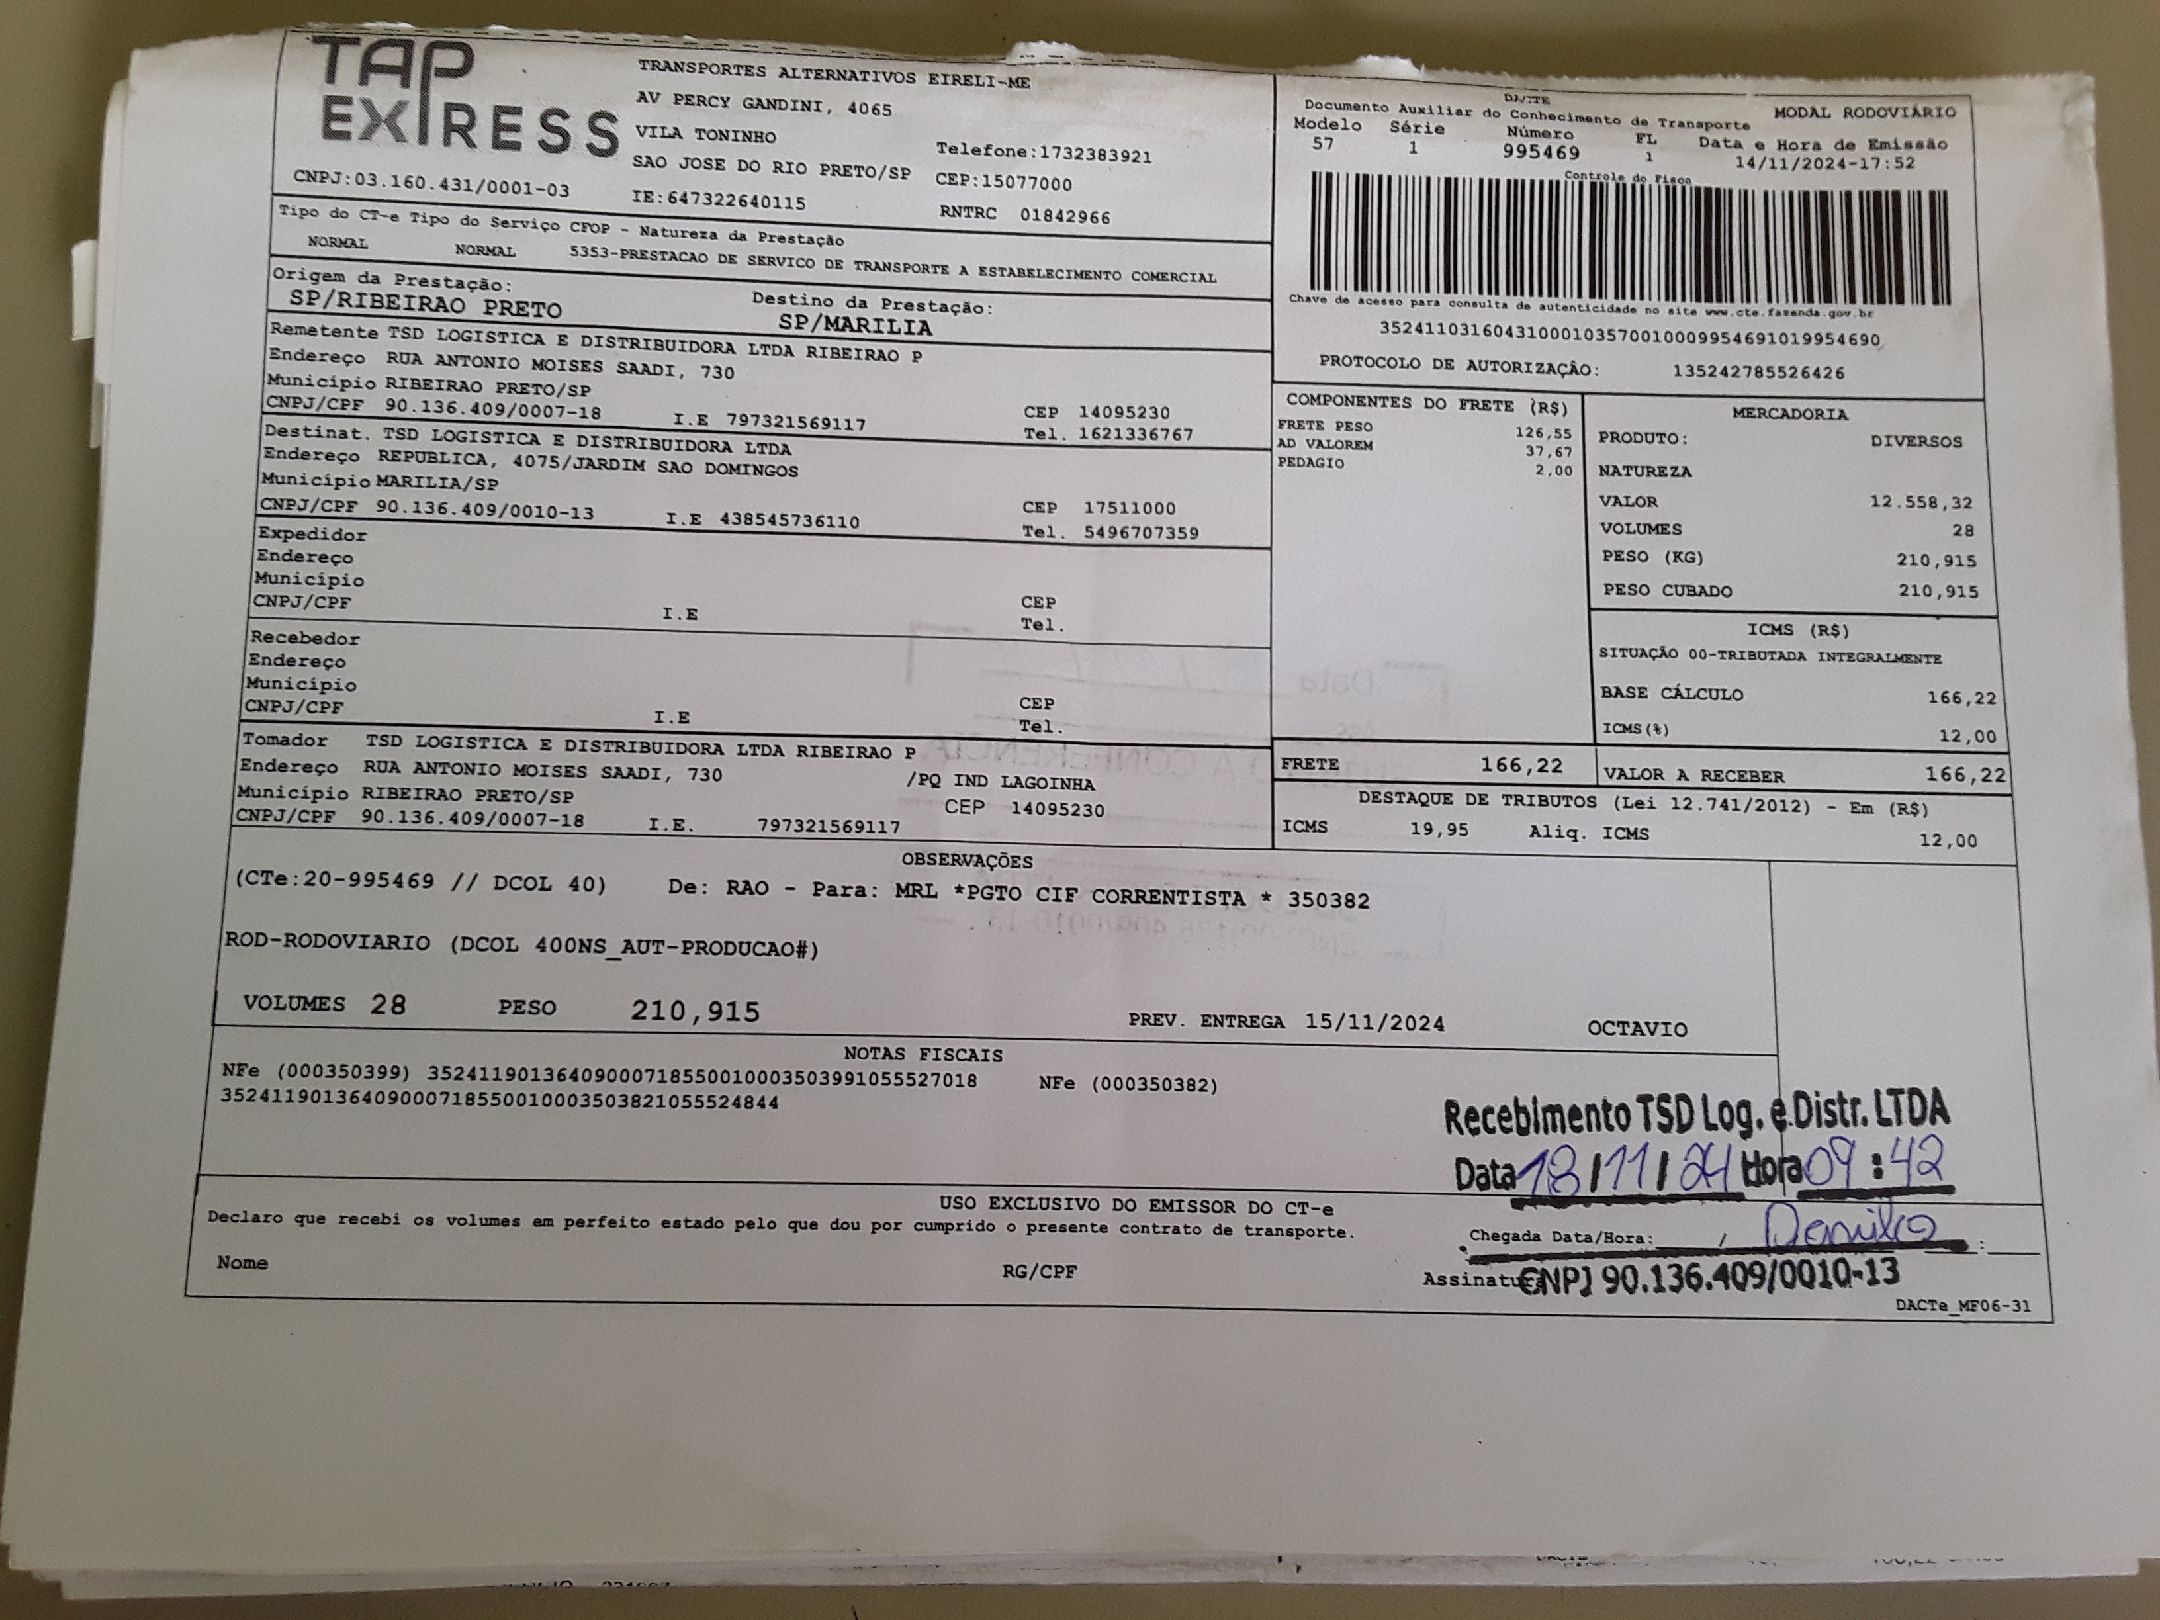 TAP EXPRESS
TRANSPORTES ALTERNATIVOS EIRELI-ME
AV PERCY GANDINI, 4065
VILA TONINHO
Telefone:1732383921
SAO JOSE DO RIO PRETO/SP CEP:15077000
CNPJ:03.160.431/0001-03 IE:647322640115 RNTRC 01842966
DACTE MODAL RODOVIÁRIO
Documento Auxiliar do Conhecimento de Transporte
Modelo Série Número FL Data e Hora de Emissão
57 1 995469 1 14/11/2024-17:52
Controle do Fisco
Chave de acesso para consulta de autenticidade no site www.cte.fazenda.gov.br
35241103160431000103570010009954691019954690
PROTOCOLO DE AUTORIZAÇÂO: 135242785526426
Tipo do CT-e Tipo do Serviço CFOP - Natureza da Prestação
NORMAL NORMAL 5353-PRESTACAO DE SERVICO DE TRANSPORTE A ESTABELECIMENTO COMERCIAL
Origem da Prestação: Destino da Prestação:
SP/RIBEIRAO PRETO SP/MARILIA
Remetente TSD LOGISTICA E DISTRIBUIDORA LTDA RIBEIRAO P
Endereço RUA ANTONIO MOISES SAADI, 730
Município RIBEIRAO PRETO/SP CEP 14095230
CNPJ/CPF 90.136.409/0007-18 I.E 797321569117 Tel. 1621336767
Destinat. TSD LOGISTICA E DISTRIBUIDORA LTDA
Endereço REPUBLICA, 4075/JARDIM SAO DOMINGOS
Município MARILIA/SP CEP 17511000
CNPJ/CPF 90.136.409/0010-13 I.E 438545736110 Tel. 5496707359
Expedidor
Endereço
Município CEP
CNPJ/CPF I.E Tel.
Recebedor
Endereço
Município CEP
CNPJ/CPF I.E Tel.
Tomador TSD LOGISTICA E DISTRIBUIDORA LTDA RIBEIRAO P
Endereço RUA ANTONIO MOISES SAADI, 730 /PQ IND LAGOINHA
Município RIBEIRAO PRETO/SP CEP 14095230
CNPJ/CPF 90.136.409/0007-18 I.E. 797321569117
COMPONENTES DO FRETE (R$)
FRETE PESO 126,55
AD VALOREM 37,67
PEDAGIO 2,00
MERCADORIA
PRODUTO: DIVERSOS
NATUREZA
VALOR 12.558,32
VOLUMES 28
PESO (KG) 210,915
PESO CUBADO 210,915
ICMS (R$)
SITUAÇÃO 00-TRIBUTADA INTEGRALMENTE
BASE CÁLCULO 166,22
ICMS(%) 12,00
FRETE 166,22 VALOR A RECEBER 166,22
DESTAQUE DE TRIBUTOS (Lei 12.741/2012) - Em (R$)
ICMS 19,95 Aliq. ICMS 12,00
OBSERVAÇÕES
(CTe:20-995469 // DCOL 40) De: RAO - Para: MRL *PGTO CIF CORRENTISTA * 350382
ROD-RODOVIARIO (DCOL 400NS_AUT-PRODUCAO#)
VOLUMES 28 PESO 210,915 PREV. ENTREGA 15/11/2024 OCTAVIO
NOTAS FISCAIS
NFe (000350399) 35241190136409000718550010003503991055527018 NFe (000350382)
35241190136409000718550010003503821055524844
Recebimento TSD Log. e Distr. LTDA
Data 18/11/24 Hora 09:42
USO EXCLUSIVO DO EMISSOR DO CT-e
Declaro que recebi os volumes em perfeito estado pelo que dou por cumprido o presente contrato de transporte.
Chegada Data/Hora: / Danilo :
Nome RG/CPF Assinatura CNPJ 90.136.409/0010-13
DACTe_MF06-31